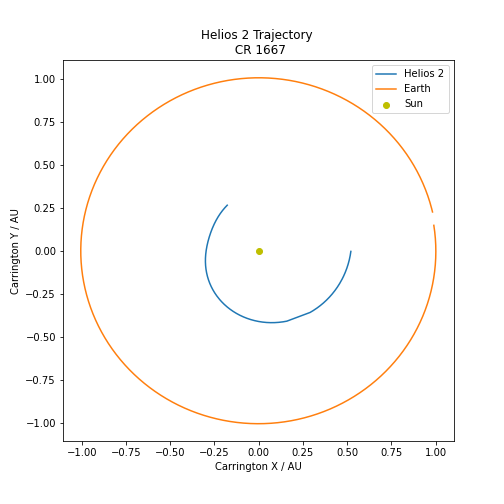 Helios 2 Trajectory
CR 1667
Helios 2
Earth
Sun
1.00
0.75
0.50
0.25
0.00
−0.25
−0.50
−0.75
−1.00
Carrington Y / AU
−1.00 −0.75 −0.50 −0.25 0.00 0.25 0.50 0.75 1.00
Carrington X / AU